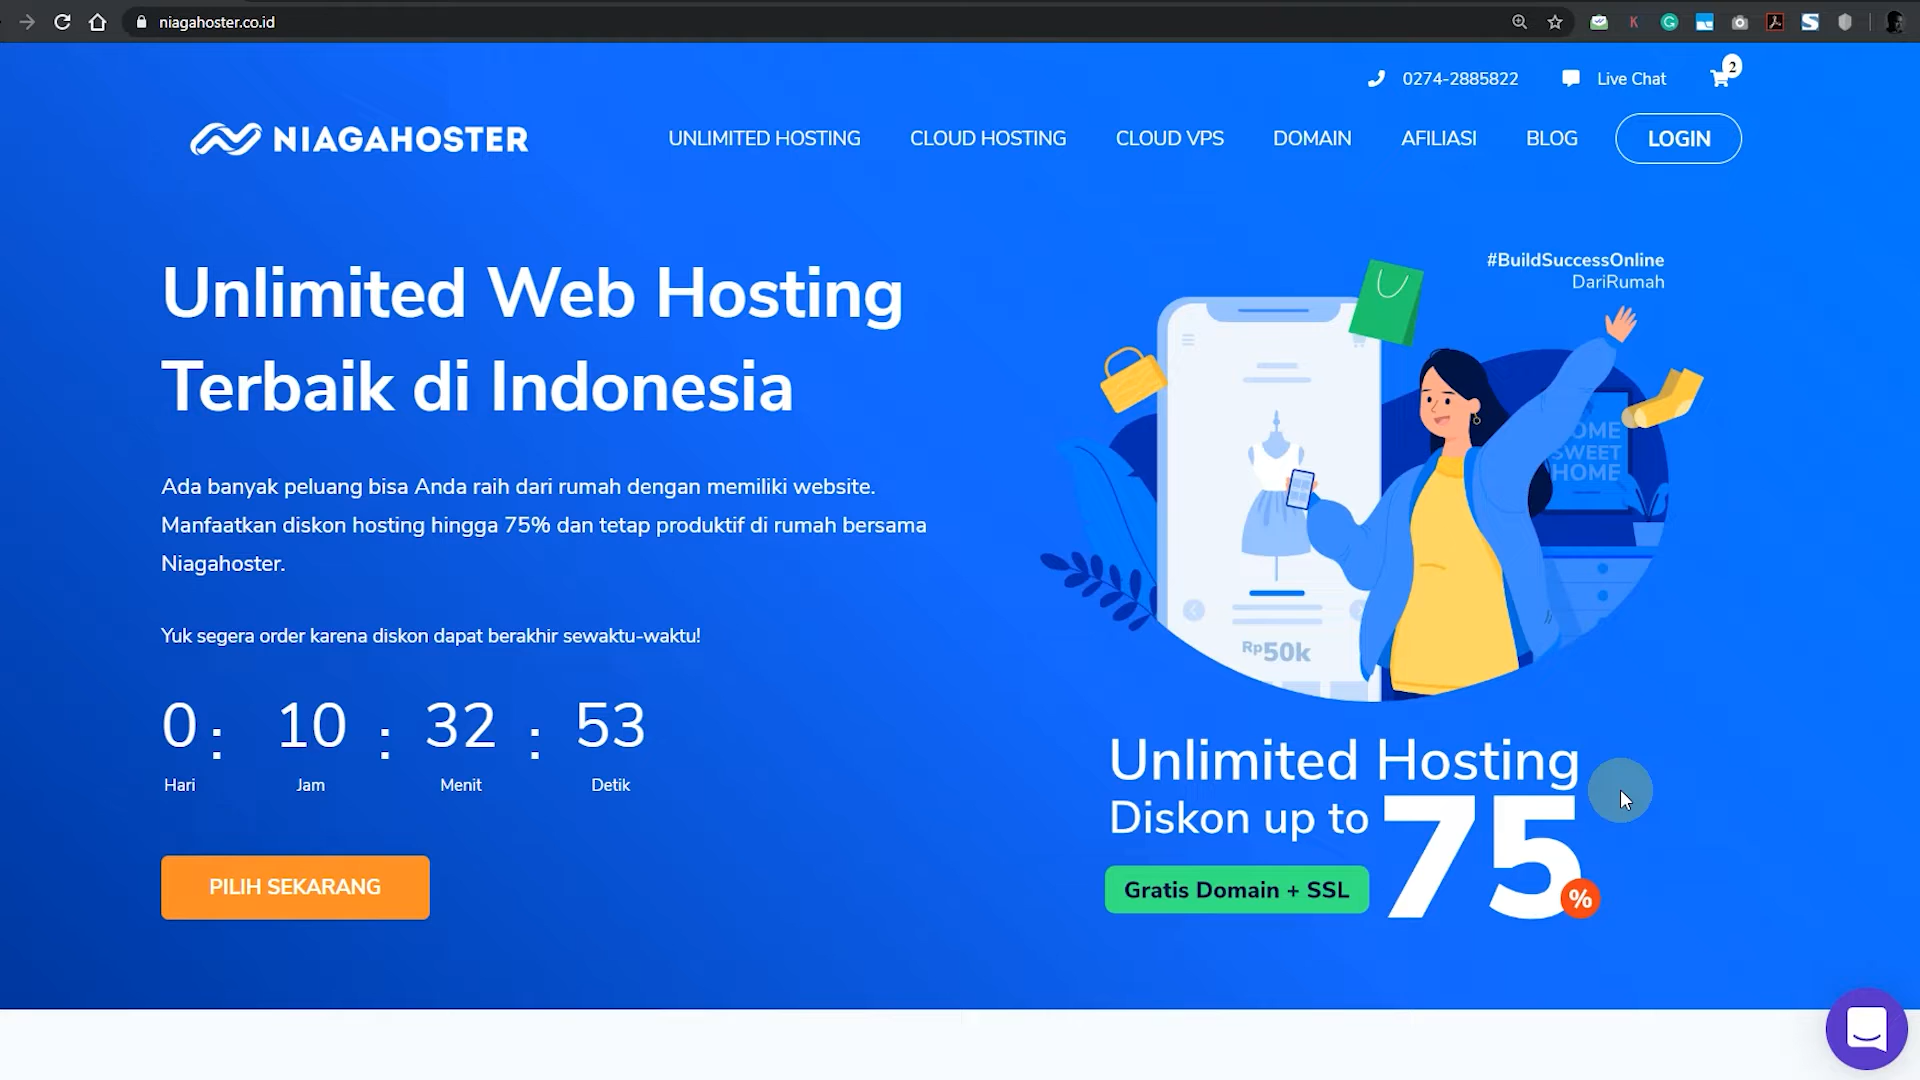 niagahoster.co.id
0274-2885822
Live Chat
2
NIAGAHOSTER
UNLIMITED HOSTING
CLOUD HOSTING
CLOUD VPS
DOMAIN
AFILIASI
BLOG
LOGIN
Unlimited Web Hosting
Terbaik di Indonesia
Ada banyak peluang bisa Anda raih dari rumah dengan memiliki website.
Manfaatkan diskon hosting hingga 75% dan tetap produktif di rumah bersama
Niagahoster.
Yuk segera order karena diskon dapat berakhir sewaktu-waktu!
0 : 10 : 32 : 53
Hari Jam Menit Detik
PILIH SEKARANG
#BuildSuccessOnline
DariRumah
OME
SWEET
HOME
Rp50k
Unlimited Hosting
Diskon up to 75%
Gratis Domain + SSL